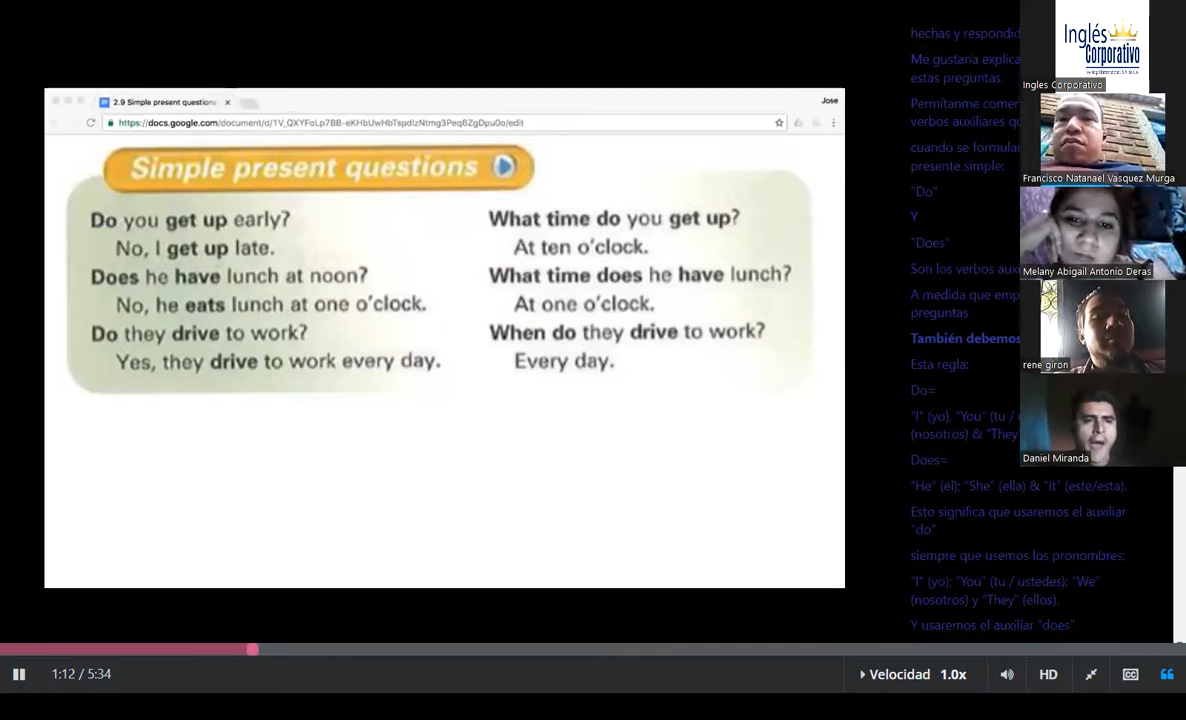 2.9 Simple present questions
Jose
https://docs.google.com/document/d/1V_QXYFoLp7BB-eKHbUwHbTspdlzNtmg3Peq6ZgDpu0o/edit
Simple present questions
Do you get up early?
No, I get up late.
Does he have lunch at noon?
No, he eats lunch at one o'clock.
Do they drive to work?
Yes, they drive to work every day.
What time do you get up?
At ten o'clock.
What time does he have lunch?
At one o'clock.
When do they drive to work?
Every day.
hechas y respondid
Me gustaría explica
estas preguntas.
Permítanme comen
verbos auxiliares qu
cuando se formular
presente simple:
"Do"
Y
"Does"
Son los verbos aux
A medida que emp
preguntas
También debemos
Esta regla:
Do=
"I" (yo), "You" (tu /
(nosotros) & "They"
Does=
"He" (él); "She" (ella) & "It" (este/esta).
Esto significa que usaremos el auxiliar
"do"
siempre que usemos los pronombres:
"I" (yo); "You" (tu / ustedes); "We"
(nosotros) y "They" (ellos).
Y usaremos el auxiliar "does"
Inglés
Corporativo
Ingles Corporativo
Francisco Natanael Vasquez Murga
Melany Abigail Antonio Deras
rene giron
Daniel Miranda
1:12 / 5:34
Velocidad 1.0x
HD
CC